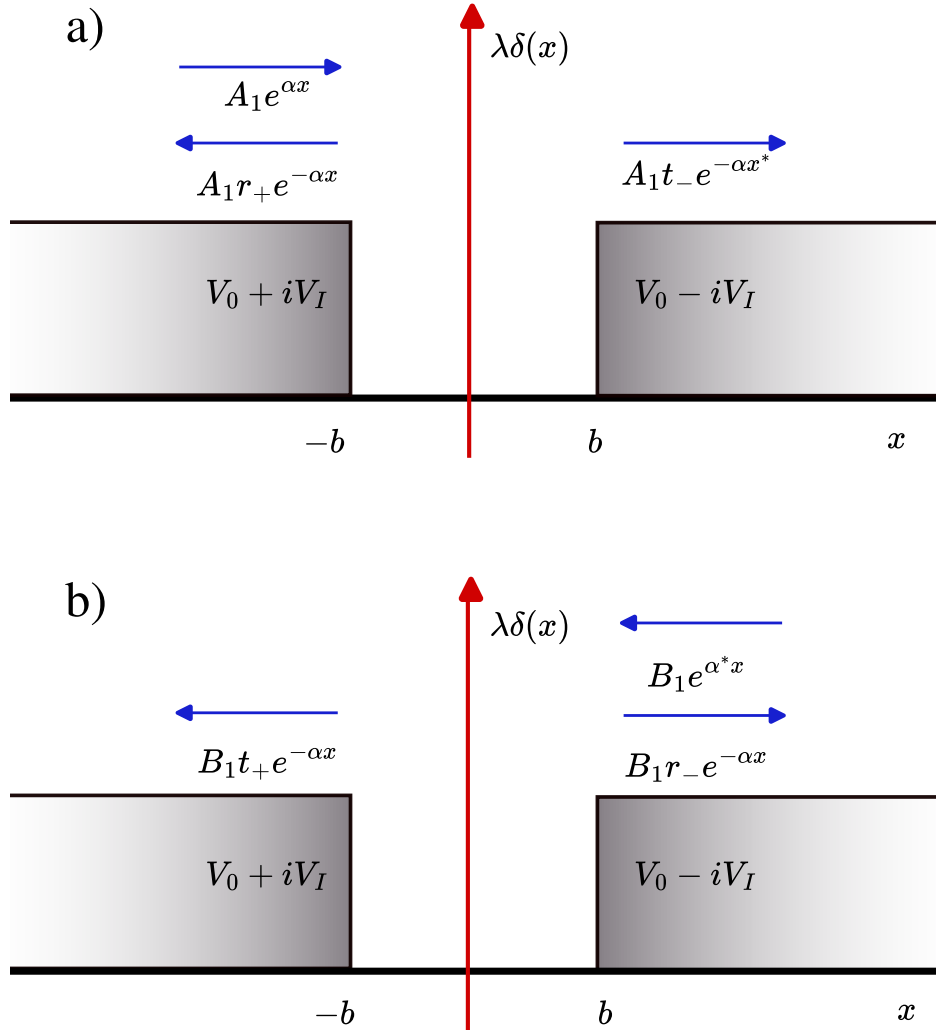 a)
λδ(x)
A₁e^{αx}
A₁r₊e^{-αx}
A₁t₋e^{-αx*}
V₀ + iV_I
V₀ − iV_I
−b
b
x
b)
λδ(x)
B₁e^{α*x}
B₁t₊e^{-αx}
B₁r₋e^{-αx}
V₀ + iV_I
V₀ − iV_I
−b
b
x